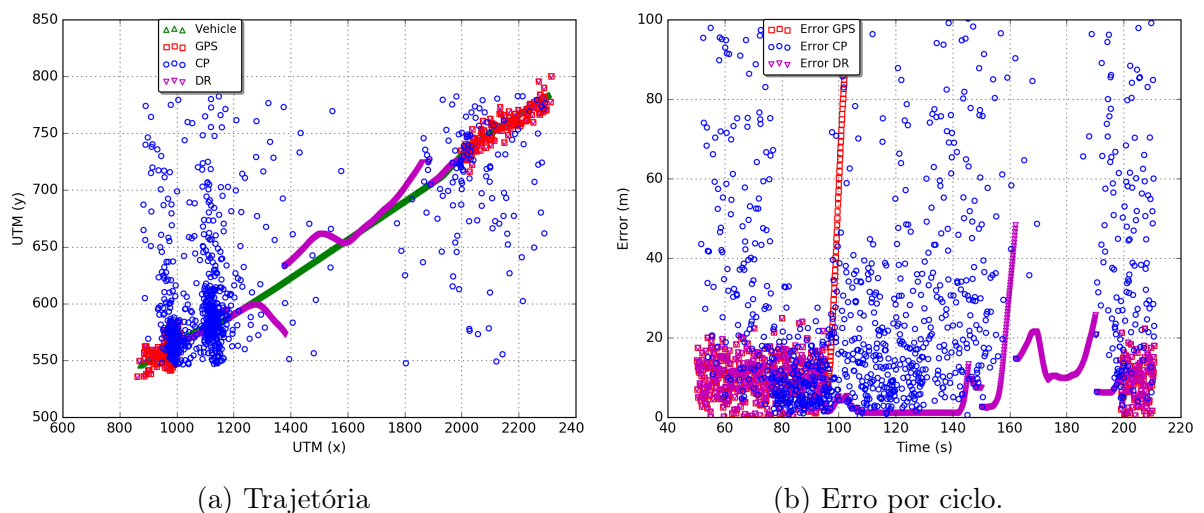 850
800
750
700
650
600
550
500
UTM (y)
600 800 1000 1200 1400 1600 1800 2000 2200 240
UTM (x)
Vehicle
GPS
CP
DR
(a) Trajetória
100
80
60
40
20
0
Error (m)
40 60 80 100 120 140 160 180 200 220
Time (s)
Error GPS
Error CP
Error DR
(b) Erro por ciclo.